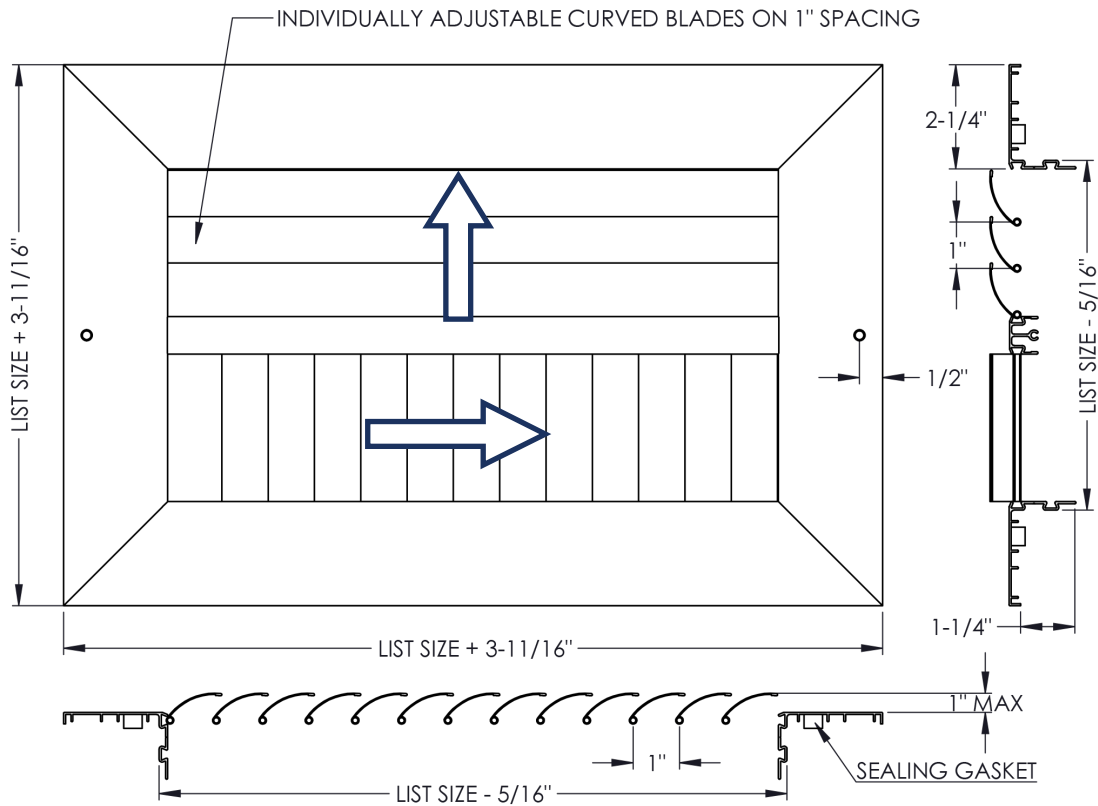 INDIVIDUALLY ADJUSTABLE CURVED BLADES ON 1" SPACING
2-1/4"
1"
LIST SIZE + 3-11/16"
LIST SIZE - 5/16"
1/2"
1-1/4"
LIST SIZE + 3-11/16"
1" MAX
1"
SEALING GASKET
LIST SIZE - 5/16"